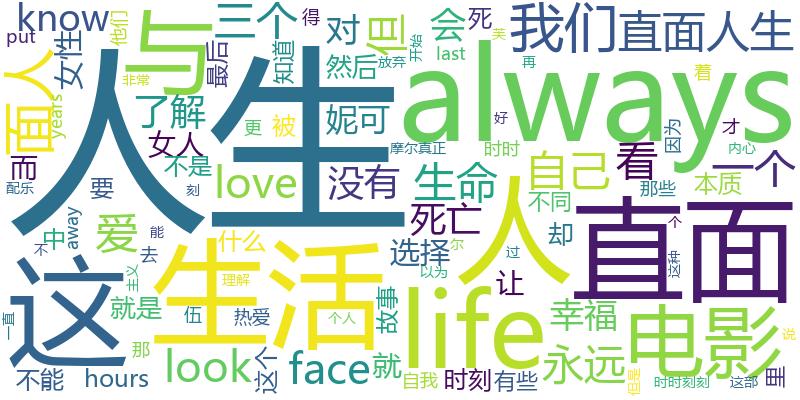 know
put
他们
女性
与
三个
得
最后
知道
对
然后
但
会
死
last
放弃
开始
芙
再
我们
直面人生
面人
years
非常
了解
而
女人
不是
更
被
妮可
人生
always
摩尔真正
时时
好
着
因为
才
内心
配乐
要
刻
love
没有
生命
自己
看
一个
那些
本质
不同
中
away
爱
去
能
不
什么
死亡
选择
却
人
尔
过
以为
让
直面
个
这种
这
主义
理解
生活
就是
伍
热爱
个人
故事
life
幸福
电影
说
一直
那
不能
hours
look
这个
face
就
自我
时刻
有些
永远
但是
时时刻刻
这部
里